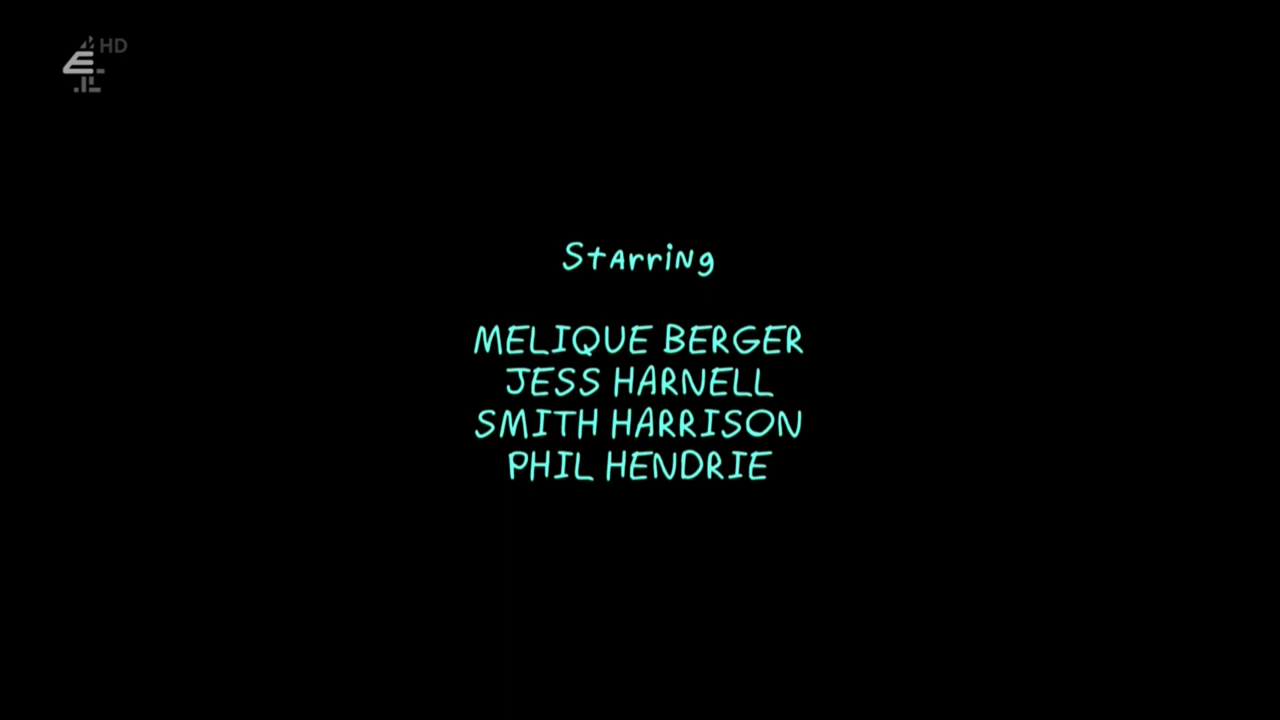 HD
Starring
MELIQUE BERGER
JESS HARNELL
SMITH HARRISON
PHIL HENDRIE